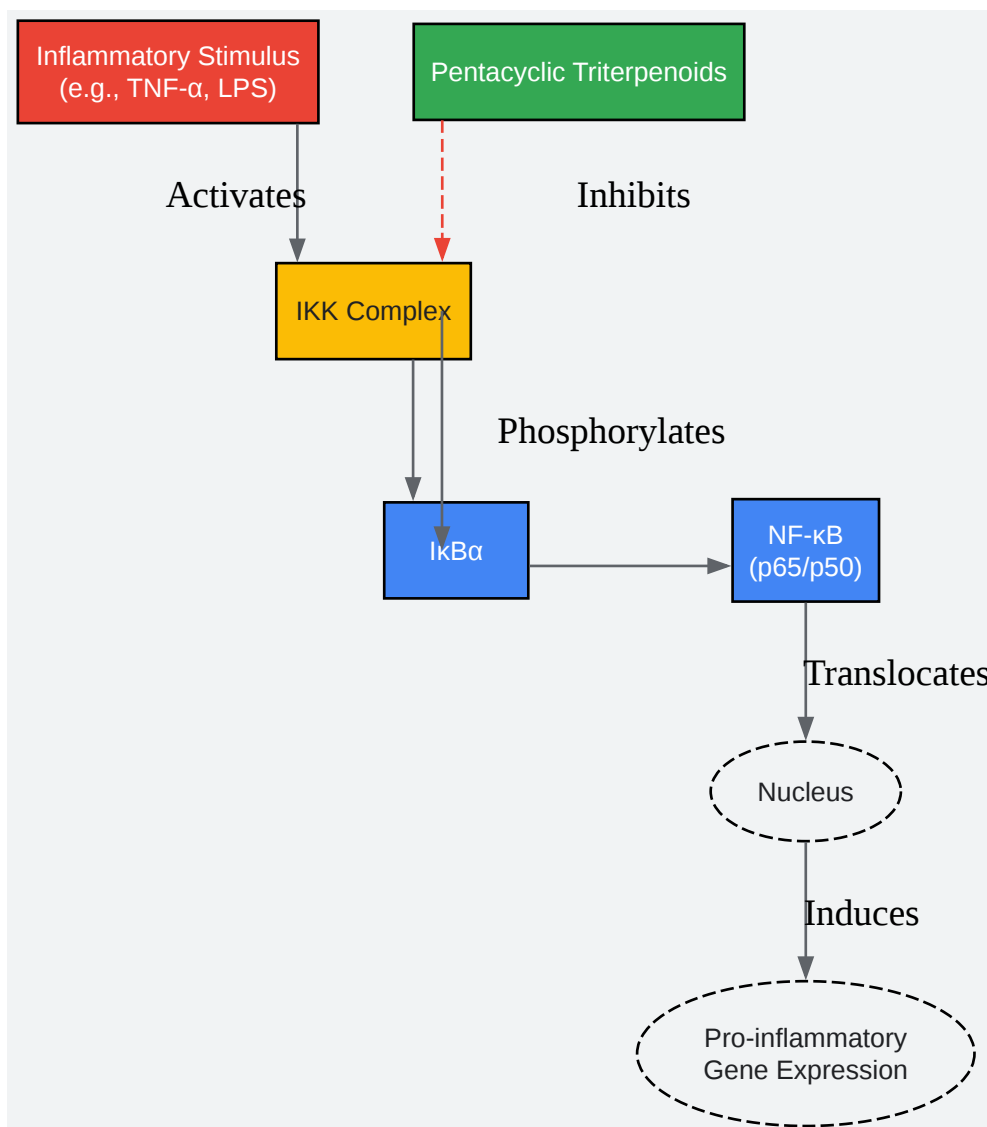 Inflammatory Stimulus
(e.g., TNF-α, LPS)
Pentacyclic Triterpenoids
Activates
Inhibits
IKK Complex
Phosphorylates
IκBα
NF-κB
(p65/p50)
Translocates
Nucleus
Induces
Pro-inflammatory
Gene Expression